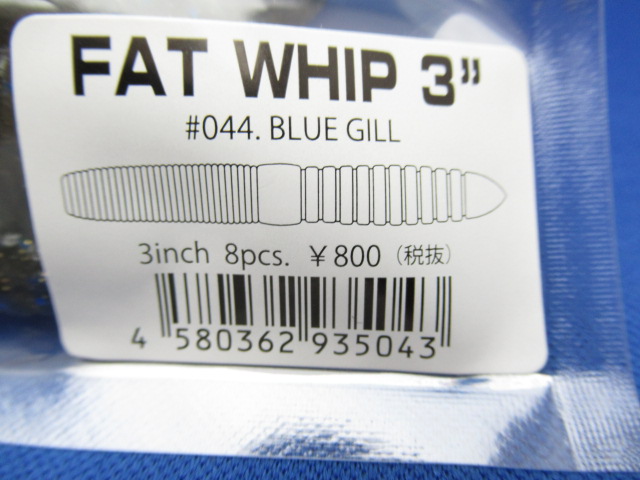 FAT WHIP 3”
#044. BLUE GILL
3inch 8pcs. ￥800（税抜）
4 580362 935043